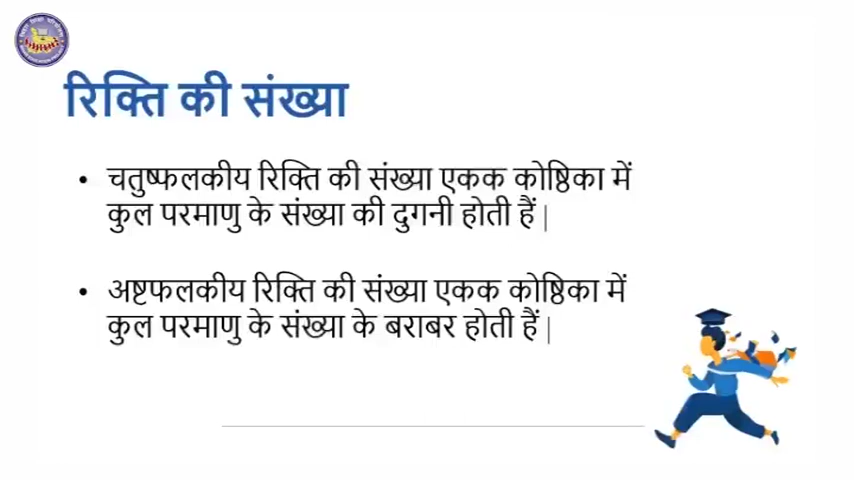 रिक्ति की संख्या
• चतुष्फलकीय रिक्ति की संख्या एकक कोष्ठिका में
कुल परमाणु के संख्या की दुगनी होती हैं |
• अष्टफलकीय रिक्ति की संख्या एकक कोष्ठिका में
कुल परमाणु के संख्या के बराबर होती हैं |